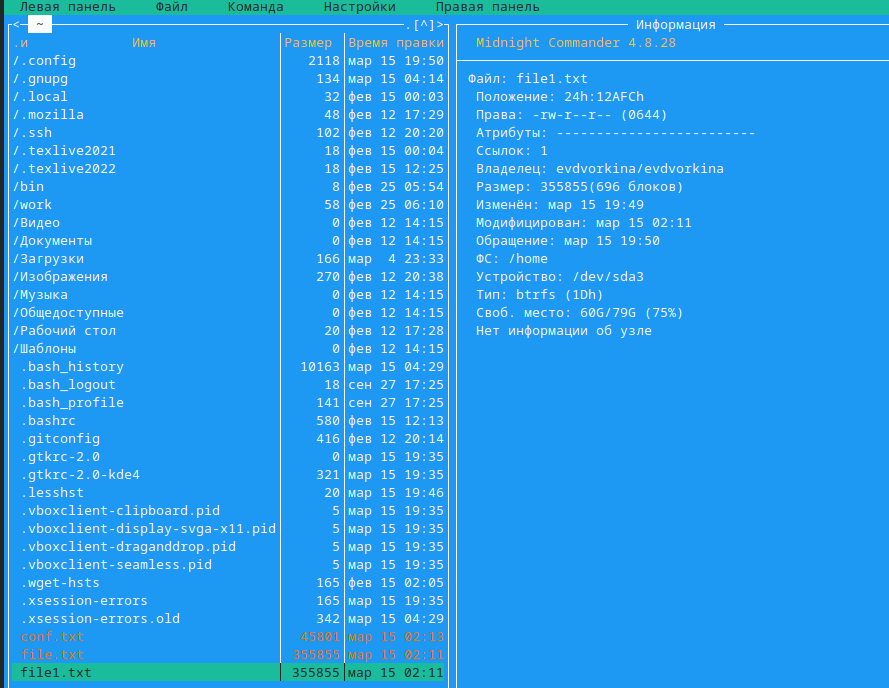 Левая панель Файл Команда Настройки Правая панель
<─ ~ .[^]>
.и Имя Размер Время правки
/.config 2118 мар 15 19:50
/.gnupg 134 мар 15 04:14
/.local 32 фев 15 00:03
/.mozilla 48 фев 12 17:29
/.ssh 102 фев 12 20:20
/.texlive2021 18 фев 15 00:04
/.texlive2022 18 фев 15 12:25
/bin 8 фев 25 05:54
/work 58 фев 25 06:10
/Видео 0 фев 12 14:15
/Документы 0 фев 12 14:15
/Загрузки 166 мар 4 23:33
/Изображения 270 фев 12 20:38
/Музыка 0 фев 12 14:15
/Общедоступные 0 фев 12 14:15
/Рабочий стол 20 фев 12 17:28
/Шаблоны 0 фев 12 14:15
.bash_history 10163 мар 15 04:29
.bash_logout 18 сен 27 17:25
.bash_profile 141 сен 27 17:25
.bashrc 580 фев 15 12:13
.gitconfig 416 фев 12 20:14
.gtkrc-2.0 0 мар 15 19:35
.gtkrc-2.0-kde4 321 мар 15 19:35
.lesshst 20 мар 15 19:46
.vboxclient-clipboard.pid 5 мар 15 19:35
.vboxclient-display-svga-x11.pid 5 мар 15 19:35
.vboxclient-draganddrop.pid 5 мар 15 19:35
.vboxclient-seamless.pid 5 мар 15 19:35
.wget-hsts 165 фев 15 02:05
.xsession-errors 165 мар 15 19:35
.xsession-errors.old 342 мар 15 04:29
conf.txt 45801 мар 15 02:13
file.txt 355855 мар 15 02:11
file1.txt 355855 мар 15 02:11
Информация
Midnight Commander 4.8.28
Файл: file1.txt
Положение: 24h:12AFCh
Права: -rw-r--r-- (0644)
Атрибуты: -------------------------
Ссылок: 1
Владелец: evdvorkina/evdvorkina
Размер: 355855(696 блоков)
Изменён: мар 15 19:49
Модифицирован: мар 15 02:11
Обращение: мар 15 19:50
ФС: /home
Устройство: /dev/sda3
Тип: btrfs (1Dh)
Своб. место: 60G/79G (75%)
Нет информации об узле